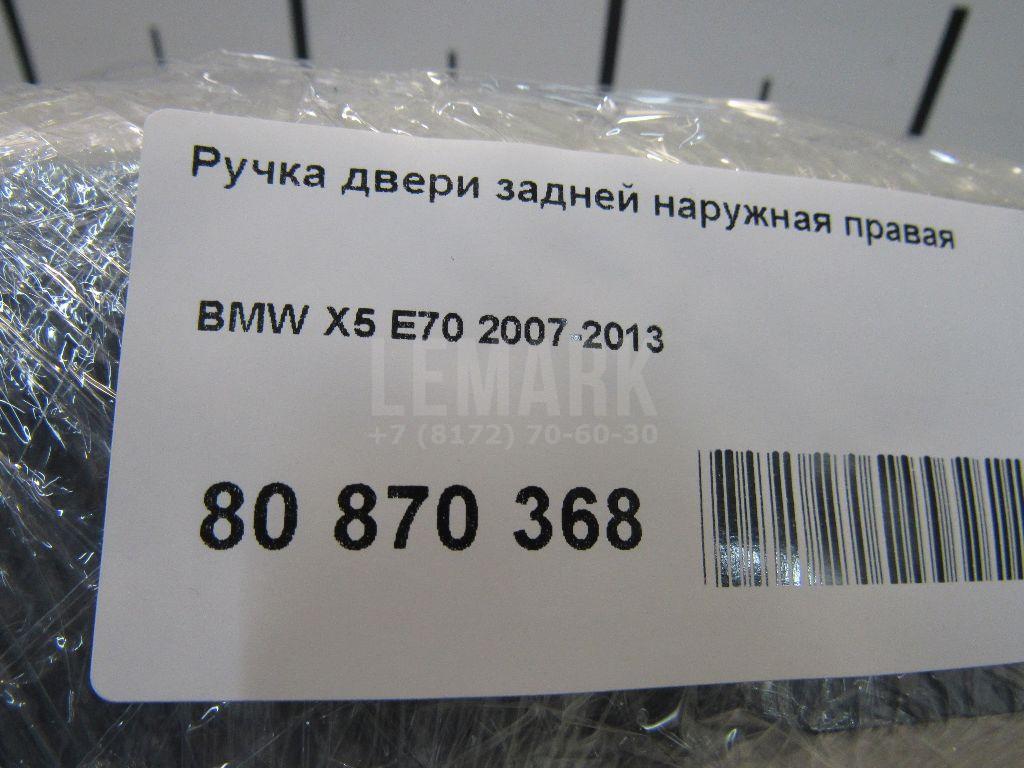 Ручка двери задней наружная правая
BMW X5 E70 2007-2013
LEMARK
+7 (8172) 70-60-30
80 870 368